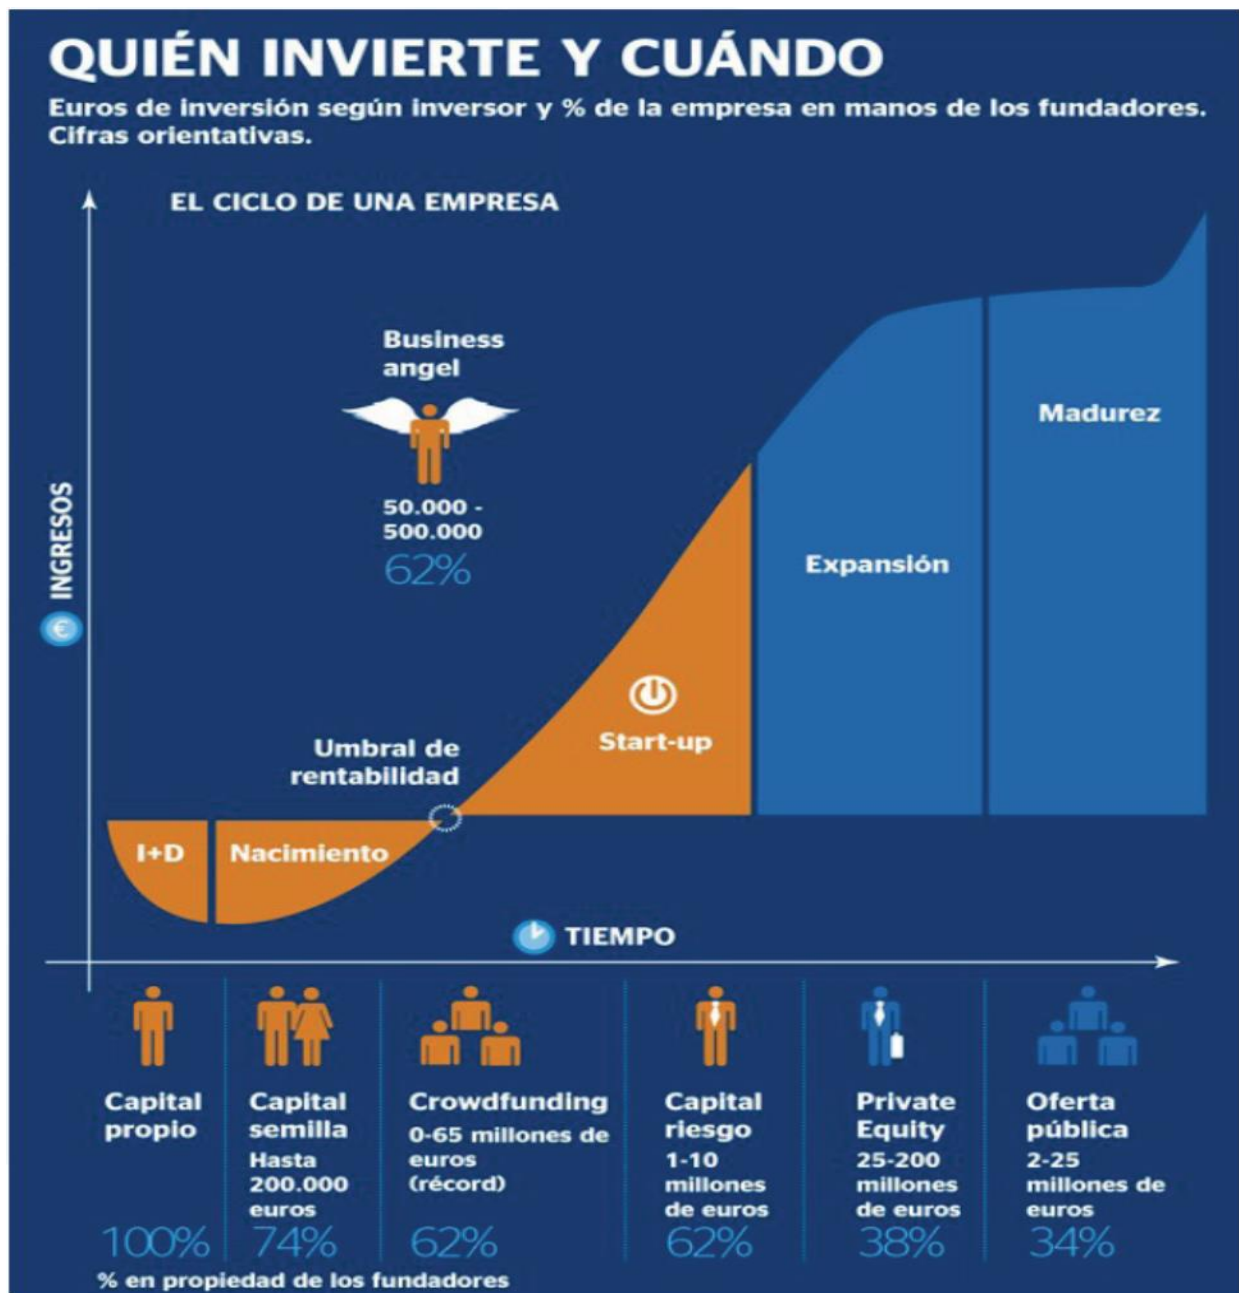 QUIÉN INVIERTE Y CUÁNDO
Euros de inversión según inversor y % de la empresa en manos de los fundadores.
Cifras orientativas.
EL CICLO DE UNA EMPRESA
Business
angel
50.000 -
500.000
62%
INGRESOS
€
Madurez
Expansión
Start-up
Umbral de
rentabilidad
I+D
Nacimiento
TIEMPO
Capital
propio
100%
Capital
semilla
Hasta
200.000
euros
74%
Crowdfunding
0-65 millones de
euros
(récord)
62%
Capital
riesgo
1-10
millones
de euros
62%
Private
Equity
25-200
millones
de euros
38%
Oferta
pública
2-25
millones de
euros
34%
% en propiedad de los fundadores